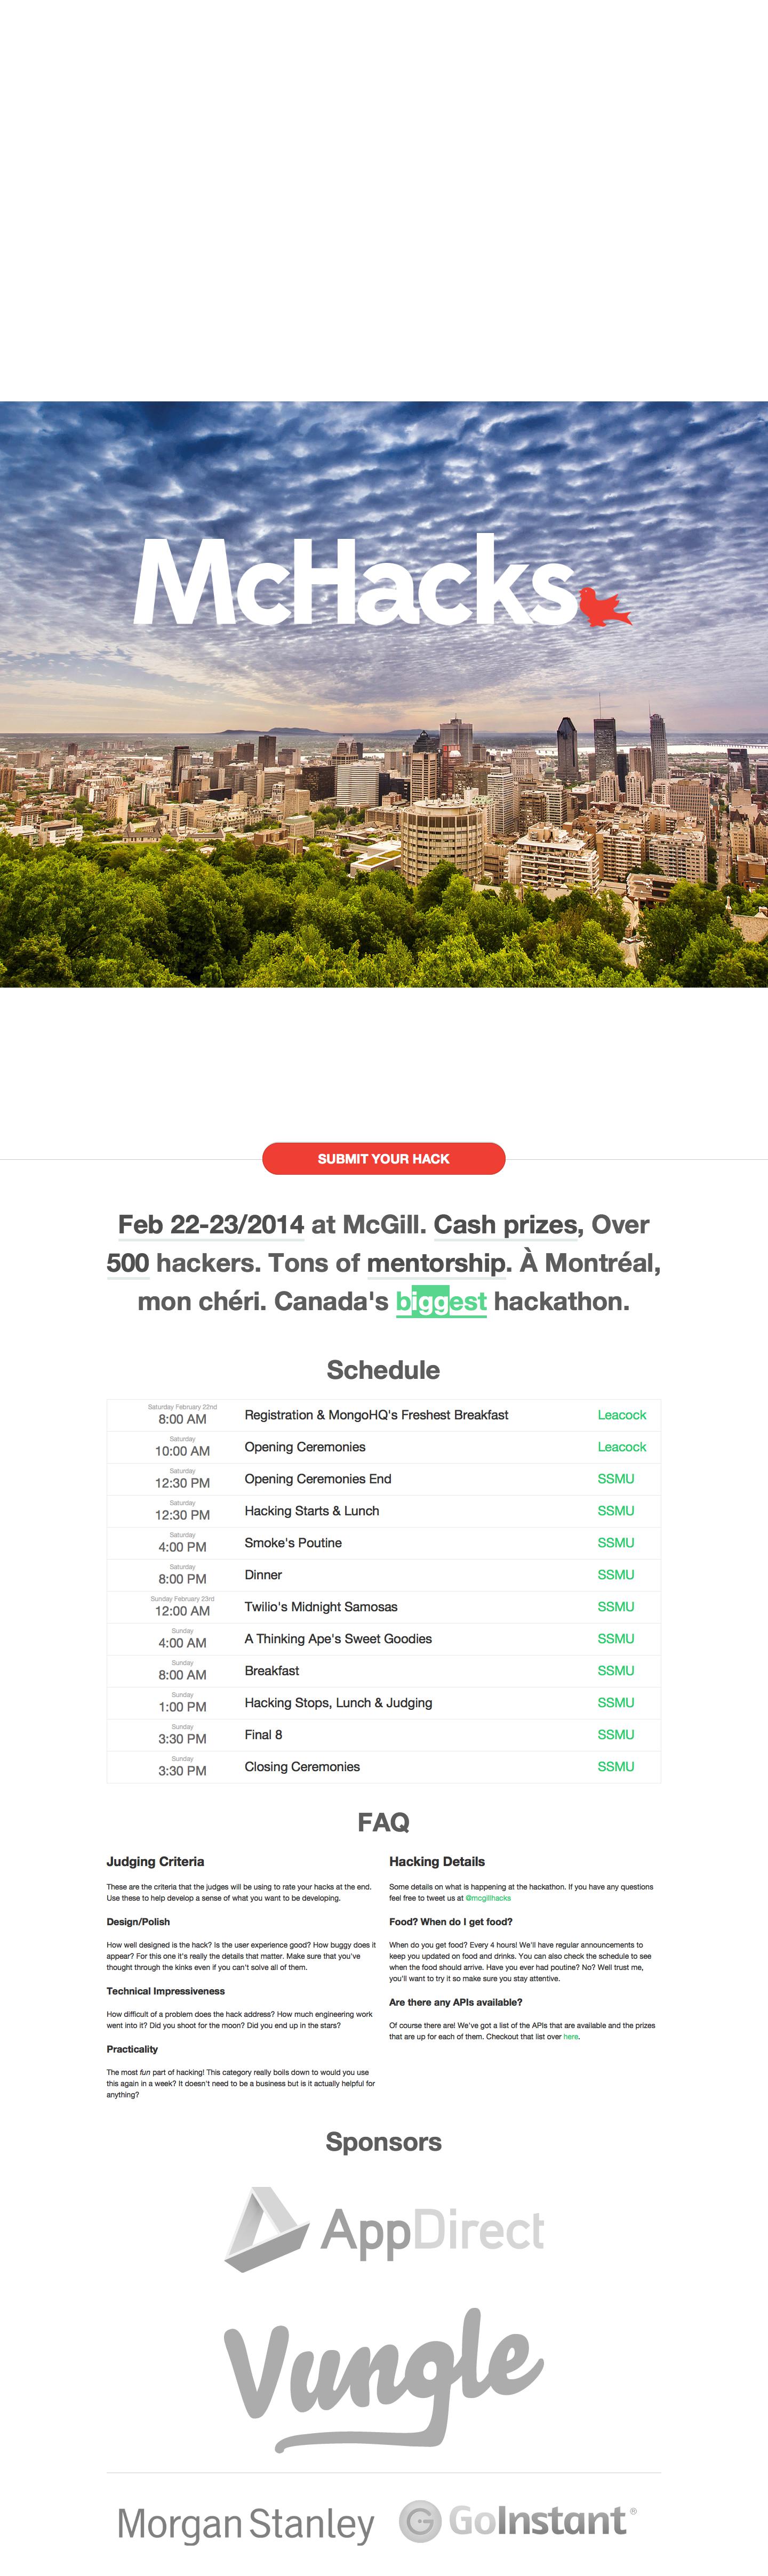 McHacks
SUBMIT YOUR HACK
Feb 22-23/2014 at McGill. Cash prizes, Over
500 hackers. Tons of mentorship. À Montréal,
mon chéri. Canada's biggest hackathon.
Schedule
Saturday February 22nd
8:00 AM Registration & MongoHQ's Freshest Breakfast Leacock
Saturday
10:00 AM Opening Ceremonies Leacock
Saturday
12:30 PM Opening Ceremonies End SSMU
Saturday
12:30 PM Hacking Starts & Lunch SSMU
Saturday
4:00 PM Smoke's Poutine SSMU
Saturday
8:00 PM Dinner SSMU
Sunday February 23rd
12:00 AM Twilio's Midnight Samosas SSMU
Sunday
4:00 AM A Thinking Ape's Sweet Goodies SSMU
Sunday
8:00 AM Breakfast SSMU
Sunday
1:00 PM Hacking Stops, Lunch & Judging SSMU
Sunday
3:30 PM Final 8 SSMU
Sunday
3:30 PM Closing Ceremonies SSMU
FAQ
Judging Criteria
These are the criteria that the judges will be using to rate your hacks at the end.
Use these to help develop a sense of what you want to be developing.
Design/Polish
How well designed is the hack? Is the user experience good? How buggy does it
appear? For this one it's really the details that matter. Make sure that you've
thought through the kinks even if you can't solve all of them.
Technical Impressiveness
How difficult of a problem does the hack address? How much engineering work
went into it? Did you shoot for the moon? Did you end up in the stars?
Practicality
The most fun part of hacking! This category really boils down to would you use
this again in a week? It doesn't need to be a business but is it actually helpful for
anything?
Hacking Details
Some details on what is happening at the hackathon. If you have any questions
feel free to tweet us at @mcgillhacks
Food? When do I get food?
When do you get food? Every 4 hours! We'll have regular announcements to
keep you updated on food and drinks. You can also check the schedule to see
when the food should arrive. Have you ever had poutine? No? Well trust me,
you'll want to try it so make sure you stay attentive.
Are there any APIs available?
Of course there are! We've got a list of the APIs that are available and the prizes
that are up for each of them. Checkout that list over here.
Sponsors
AppDirect
Vungle
Morgan Stanley
GoInstant®